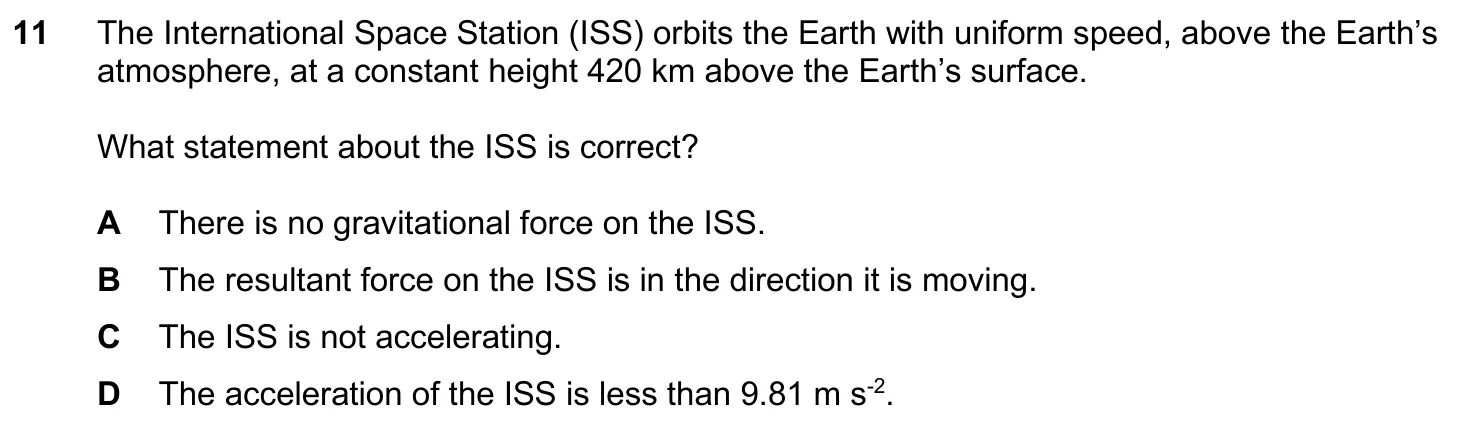 11 The International Space Station (ISS) orbits the Earth with uniform speed, above the Earth's
atmosphere, at a constant height 420 km above the Earth's surface.
What statement about the ISS is correct?
A There is no gravitational force on the ISS.
B The resultant force on the ISS is in the direction it is moving.
C The ISS is not accelerating.
D The acceleration of the ISS is less than 9.81 m s⁻².